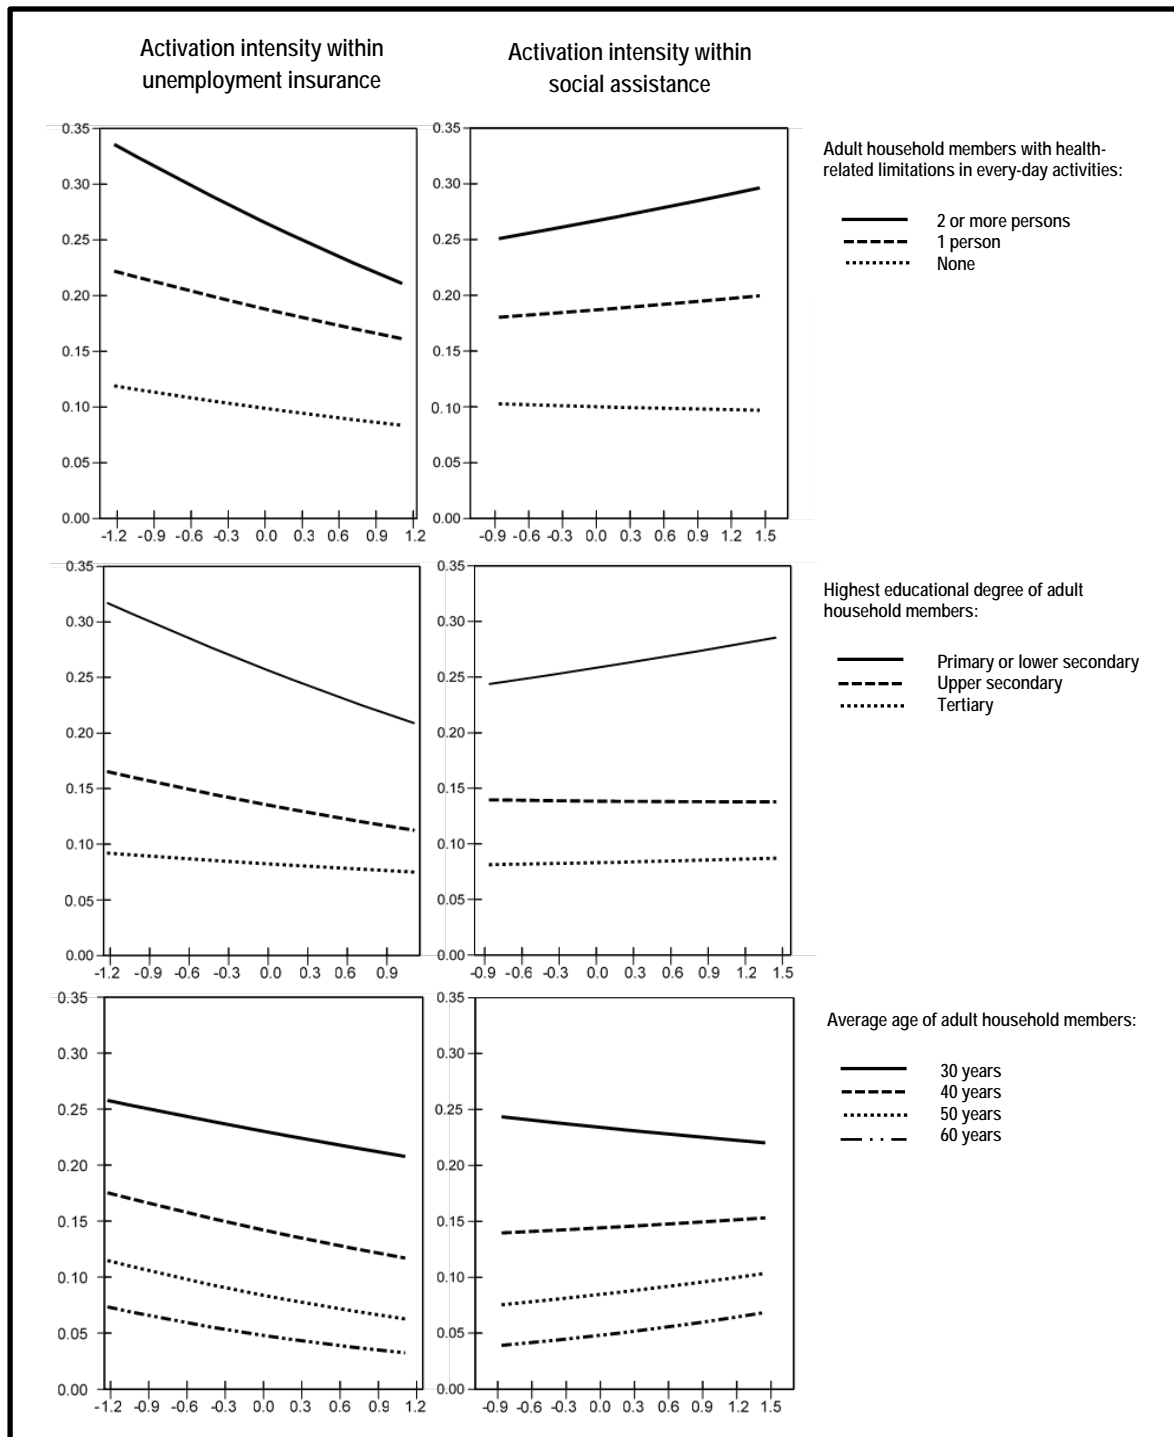 Activation intensity within
unemployment insurance
Activation intensity within
social assistance
0.35
0.30
0.25
0.20
0.15
0.10
0.05
0.00
-1.2 -0.9 -0.6 -0.3 0.0 0.3 0.6 0.9 1.2
0.35
0.30
0.25
0.20
0.15
0.10
0.05
0.00
-0.9 -0.6 -0.3 0.0 0.3 0.6 0.9 1.2 1.5
Adult household members with health-
related limitations in every-day activities:
2 or more persons
1 person
None
0.35
0.30
0.25
0.20
0.15
0.10
0.05
0.00
-1.2 -0.9 -0.6 -0.3 0.0 0.3 0.6 0.9
0.35
0.30
0.25
0.20
0.15
0.10
0.05
0.00
-0.9 -0.6 -0.3 0.0 0.3 0.6 0.9 1.2 1.5
Highest educational degree of adult
household members:
Primary or lower secondary
Upper secondary
Tertiary
0.35
0.30
0.25
0.20
0.15
0.10
0.05
0.00
-1.2 -0.9 -0.6 -0.3 0.0 0.3 0.6 0.9 1.2
0.35
0.30
0.25
0.20
0.15
0.10
0.05
0.00
-0.9 -0.6 -0.3 0.0 0.3 0.6 0.9 1.2 1.5
Average age of adult household members:
30 years
40 years
50 years
60 years